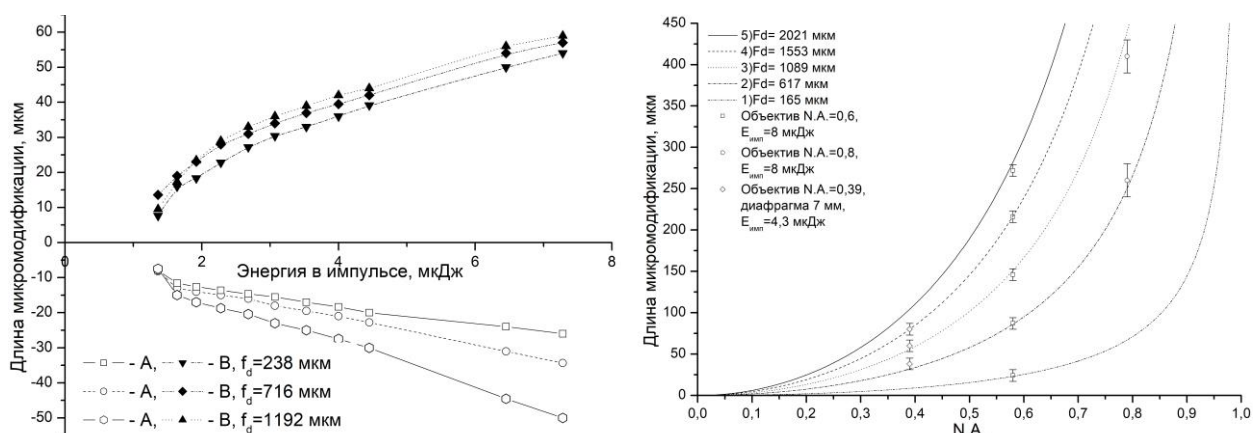 60
50
40
30
20
10
0
-10
-20
-30
-40
-50
0
2
4
6
8
Длина микромодификации, мкм
Энергия в импульсе, мкДж
- A, - B, f_d=238 мкм
- A, - B, f_d=716 мкм
- A, - B, f_d=1192 мкм
450
400
350
300
250
200
150
100
50
0
Длина микромодификации, мкм
5)Fd= 2021 мкм
4)Fd= 1553 мкм
3)Fd= 1089 мкм
2)Fd= 617 мкм
1)Fd= 165 мкм
Объектив N.A.=0,6,
E_имп=8 мкДж
Объектив N.A.=0,8,
E_имп=8 мкДж
Объектив N.A.=0,39,
диафрагма 7 мм,
E_имп=4,3 мкДж
0,0 0,1 0,2 0,3 0,4 0,5 0,6 0,7 0,8 0,9 1,0
N.A.